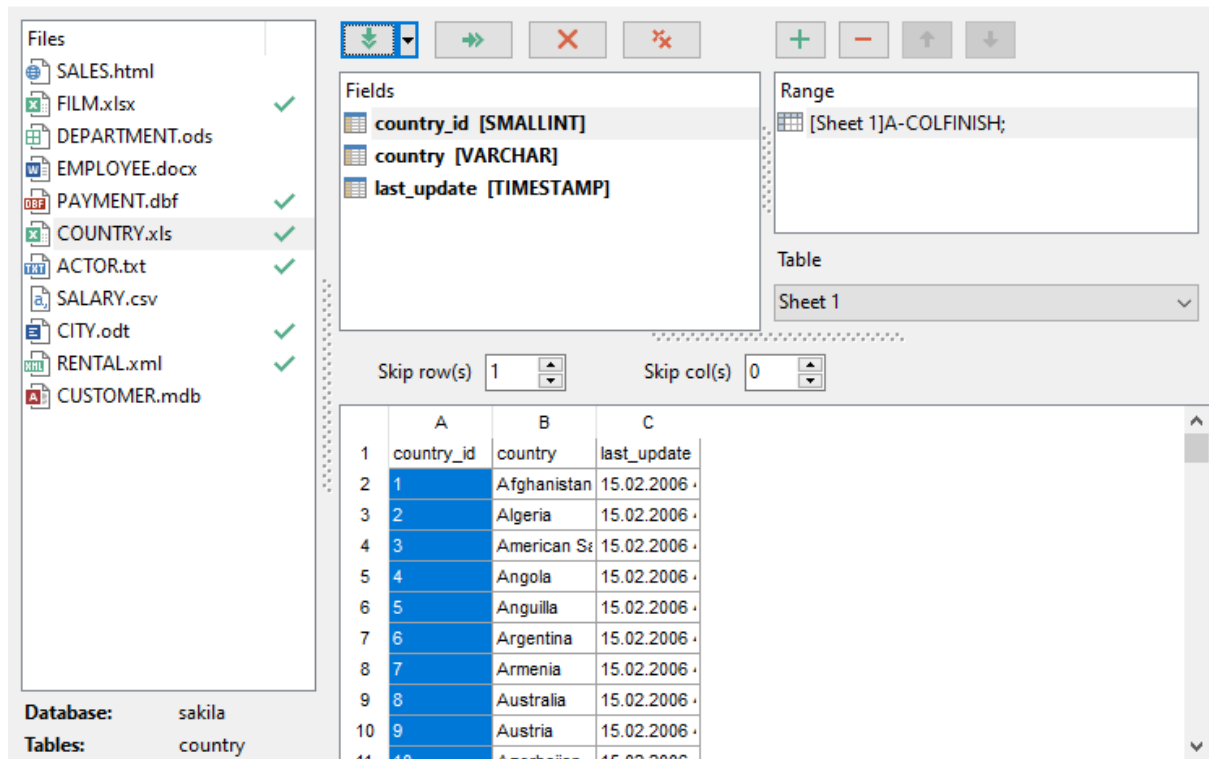 Files
SALES.html
FILM.xlsx
DEPARTMENT.ods
EMPLOYEE.docx
PAYMENT.dbf
COUNTRY.xls
ACTOR.txt
SALARY.csv
CITY.odt
RENTAL.xml
CUSTOMER.mdb
Database: sakila
Tables: country
Fields
country_id [SMALLINT]
country [VARCHAR]
last_update [TIMESTAMP]
Range
[Sheet 1]A-COLFINISH;
Table
Sheet 1
Skip row(s) 1 Skip col(s) 0
A B C
1 country_id country last_update
2 1 Afghanistan 15.02.2006
3 2 Algeria 15.02.2006
4 3 American 15.02.2006
5 4 Angola 15.02.2006
6 5 Anguilla 15.02.2006
7 6 Argentina 15.02.2006
8 7 Armenia 15.02.2006
9 8 Australia 15.02.2006
10 9 Austria 15.02.2006